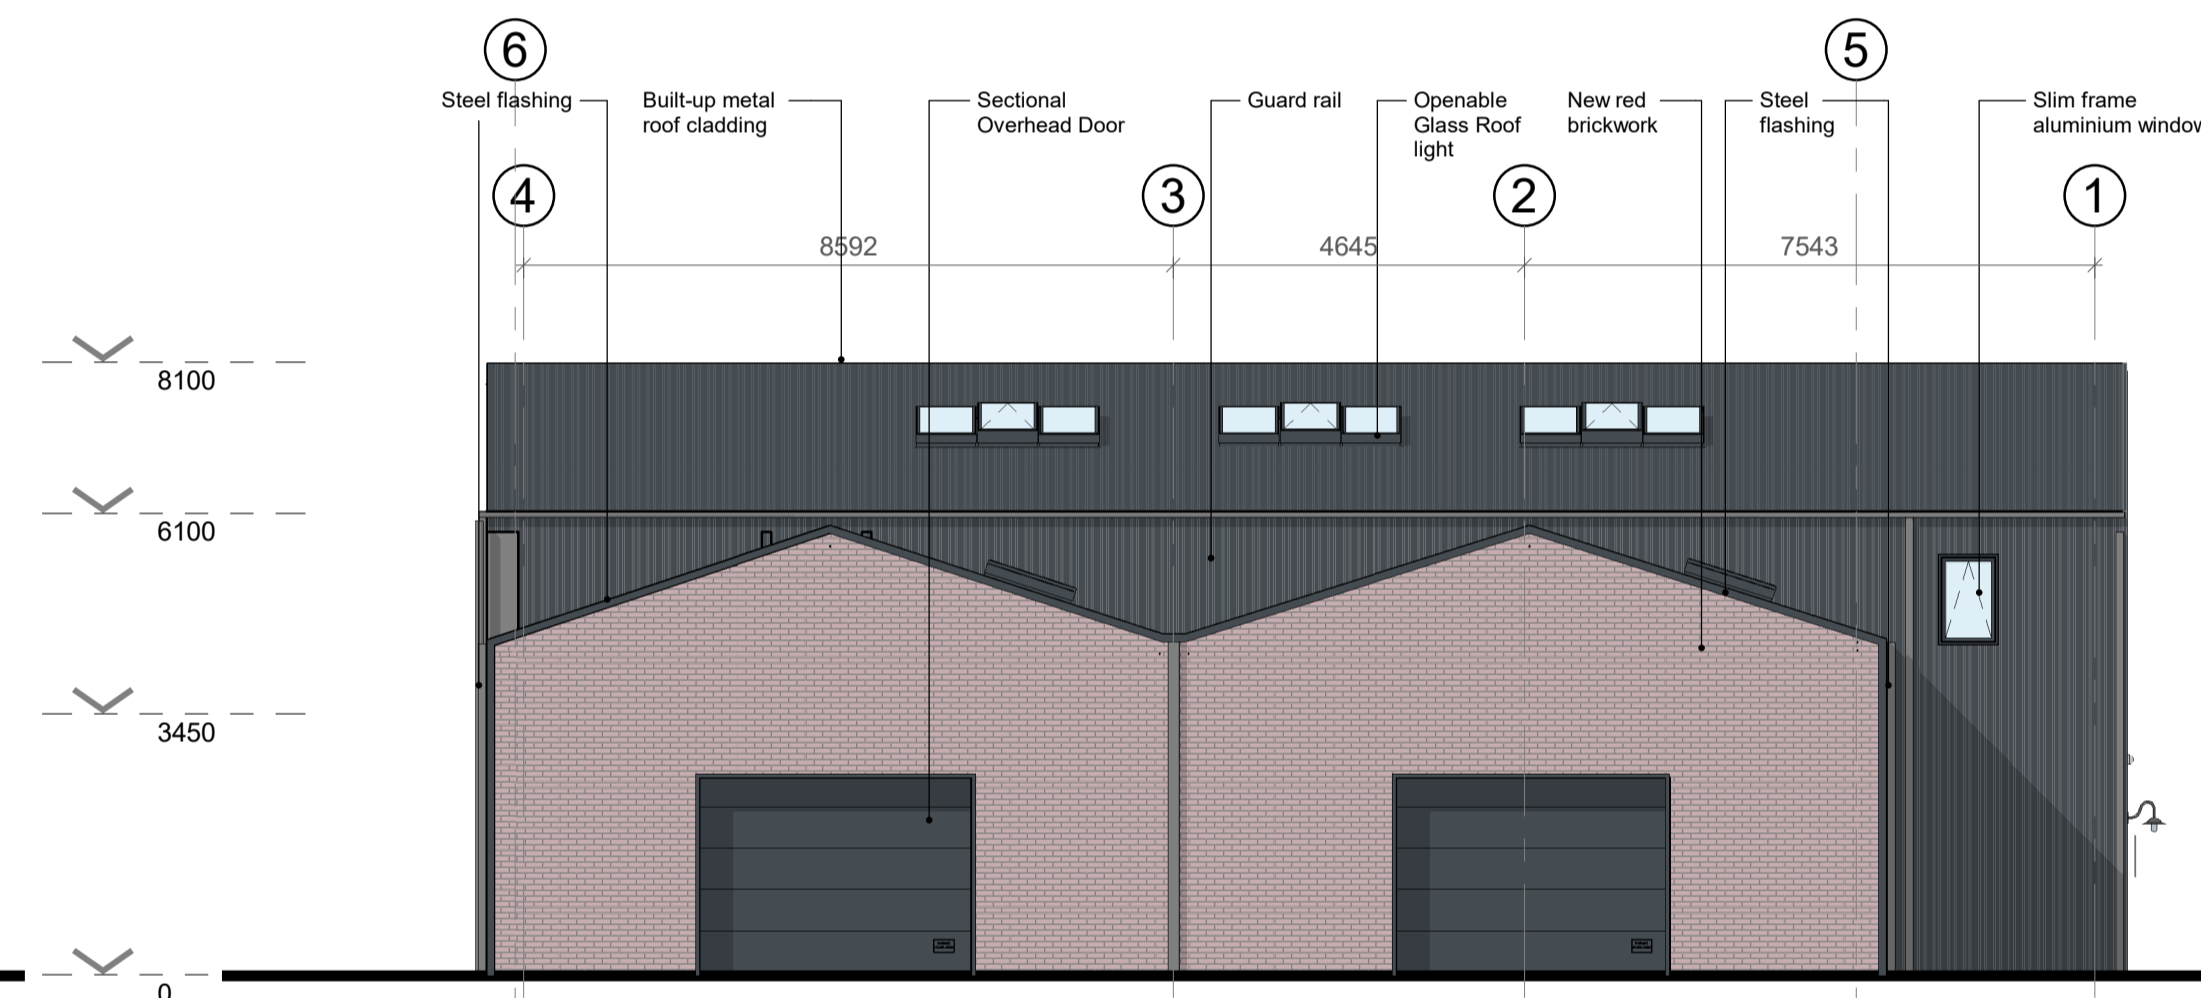 6
5
Steel flashing
Built-up metal
roof cladding
Sectional
Overhead Door
Guard rail
Openable
Glass Roof
light
New red
brickwork
Steel
flashing
Slim frame
aluminium window
4
3
2
1
8592
4645
7543
8100
6100
3450
0